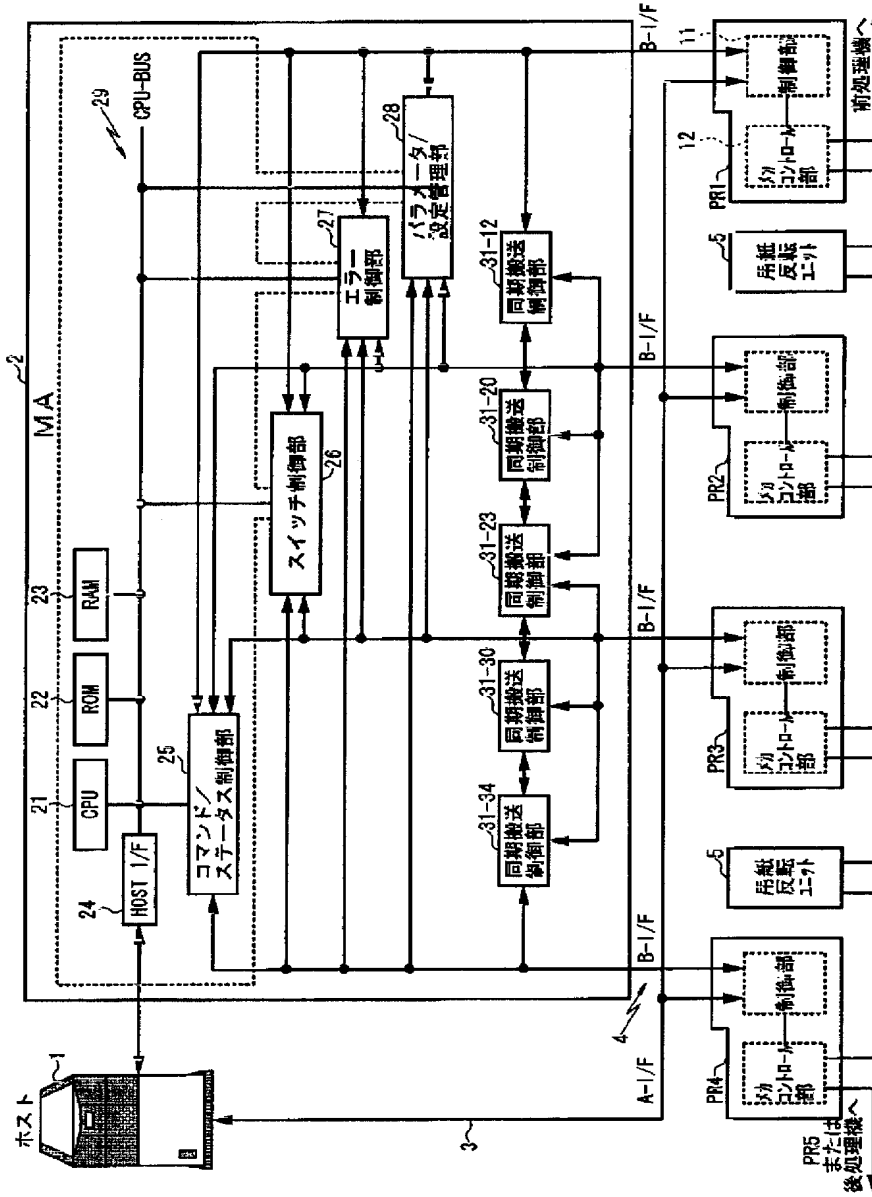 ホスト
1
MA
2
CPU-BUS
29
21
CPU
22
ROM
23
RAM
24
HOST I/F
25
コマンド/
ステータス制御部
スイッチ制御部
26
27
エラー
制御部
28
パラメータ/
設定管理部
31-34
同期搬送
制御部
31-30
同期搬送
制御部
31-23
同期搬送
制御部
31-20
同期搬送
制御部
31-12
同期搬送
制御部
3
4
A-I/F
B-I/F
B-I/F
B-I/F
B-I/F
PR4
制御部
メカ
コントロール
部
5
用紙
反転
ユニット
PR3
制御部
メカ
コントロール
部
PR2
制御部
メカ
コントロール
部
5
用紙
反転
ユニット
PR1
11
制御部
12
メカ
コントロール
部
PR5
または
後処理機へ
前処理機へ